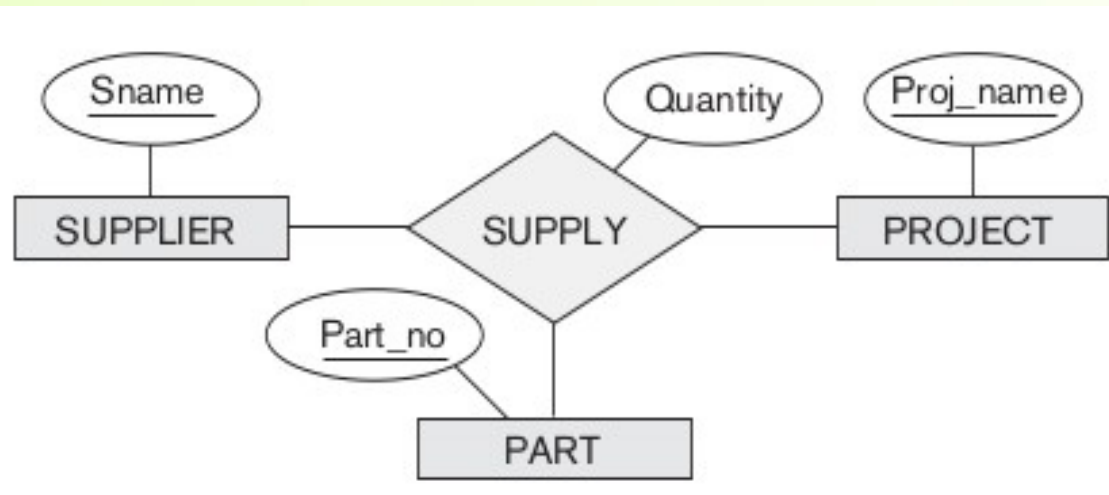 Sname
Quantity
Proj_name
SUPPLIER
SUPPLY
PROJECT
Part_no
PART